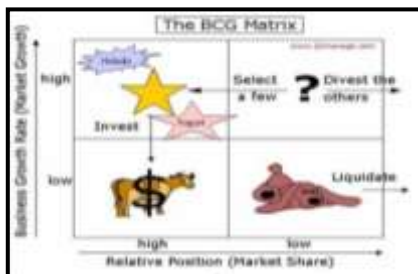 The BCG Matrix
Business Growth Rate (Market Growth)
high
Select
a few
?
Divest the
others
Invest
low
$
Liquidate
high
low
Relative Position (Market Share)